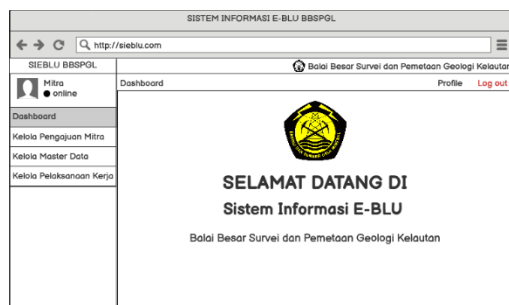 SISTEM INFORMASI E-BLU BBSPGL
http://sieblu.com
SIEBLU BBSPGL
Balai Besar Survei dan Pemetaan Geologi Kelautan
Mitra
online
Dashboard
Profile
Log out
Dashboard
Kelola Pengajuan Mitra
Kelola Master Data
Kelola Pelaksanaan Kerja
SELAMAT DATANG DI
Sistem Informasi E-BLU
Balai Besar Survei dan Pemetaan Geologi Kelautan